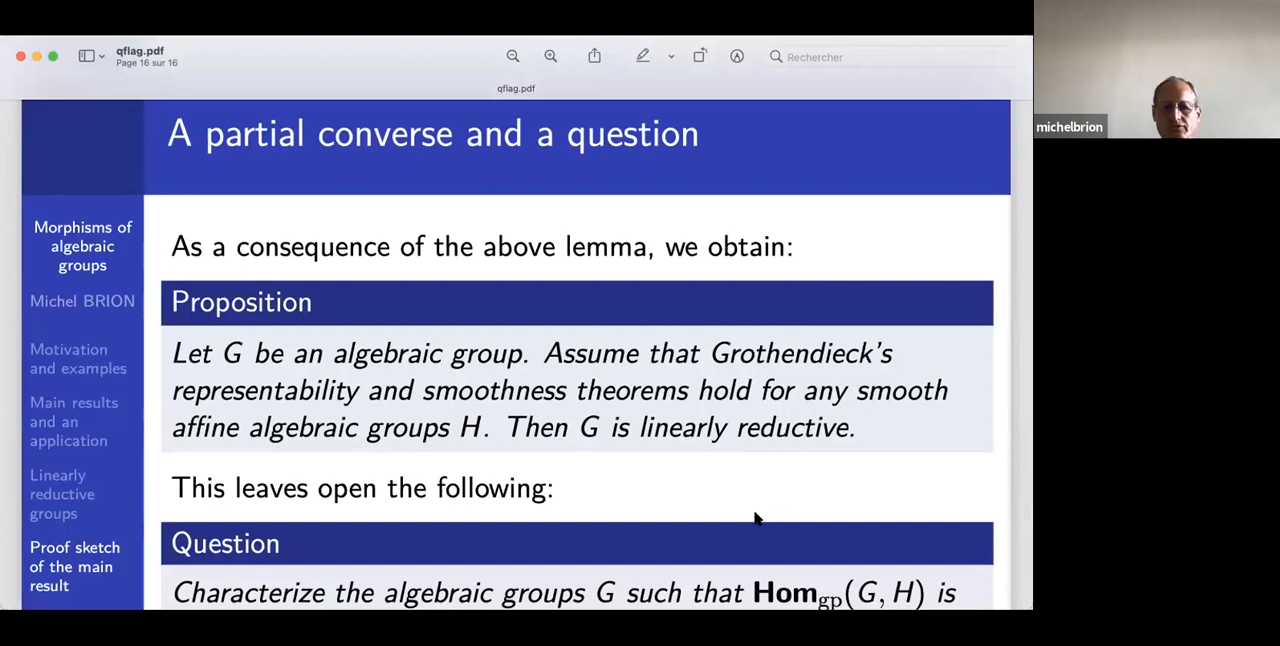 qflag.pdf
Page 16 sur 16
Rechercher
qflag.pdf
michelbrion
A partial converse and a question
Morphisms of
algebraic
groups
Michel BRION
Motivation
and examples
Main results
and an
application
Linearly
reductive
groups
Proof sketch
of the main
result
As a consequence of the above lemma, we obtain:
Proposition
Let G be an algebraic group. Assume that Grothendieck's
representability and smoothness theorems hold for any smooth
affine algebraic groups H. Then G is linearly reductive.
This leaves open the following:
Question
Characterize the algebraic groups G such that Hom_gp(G, H) is